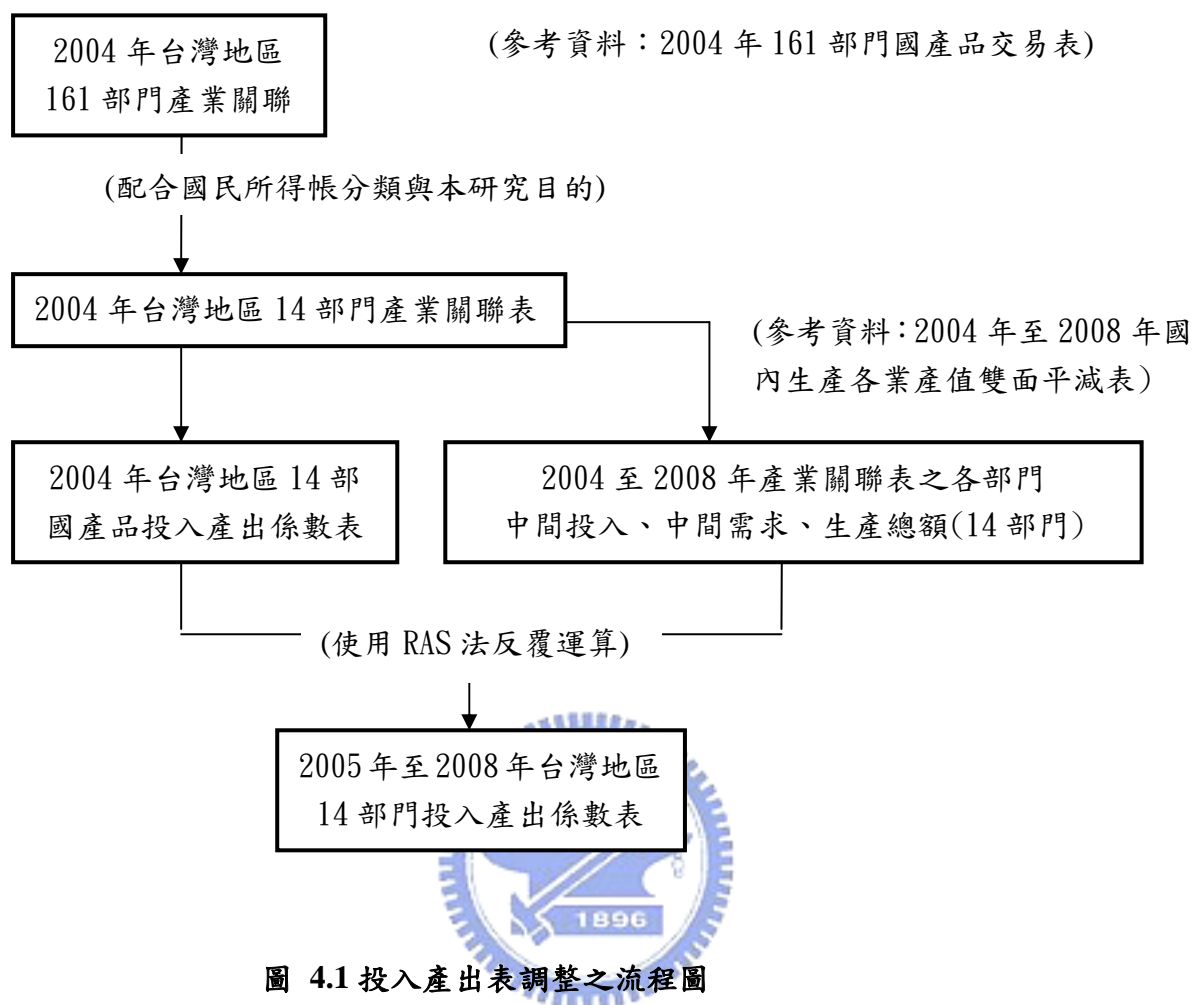 2004 年台灣地區
161 部門產業關聯
(參考資料：2004 年 161 部門國產品交易表)
(配合國民所得帳分類與本研究目的)
2004 年台灣地區 14 部門產業關聯表
(參考資料：2004 年至 2008 年國
內生產各業產值雙面平減表）
2004 年台灣地區 14 部
國產品投入產出係數表
2004 至 2008 年產業關聯表之各部門
中間投入、中間需求、生產總額(14 部門)
(使用 RAS 法反覆運算)
2005 年至 2008 年台灣地區
14 部門投入產出係數表
1896
圖 4.1 投入產出表調整之流程圖